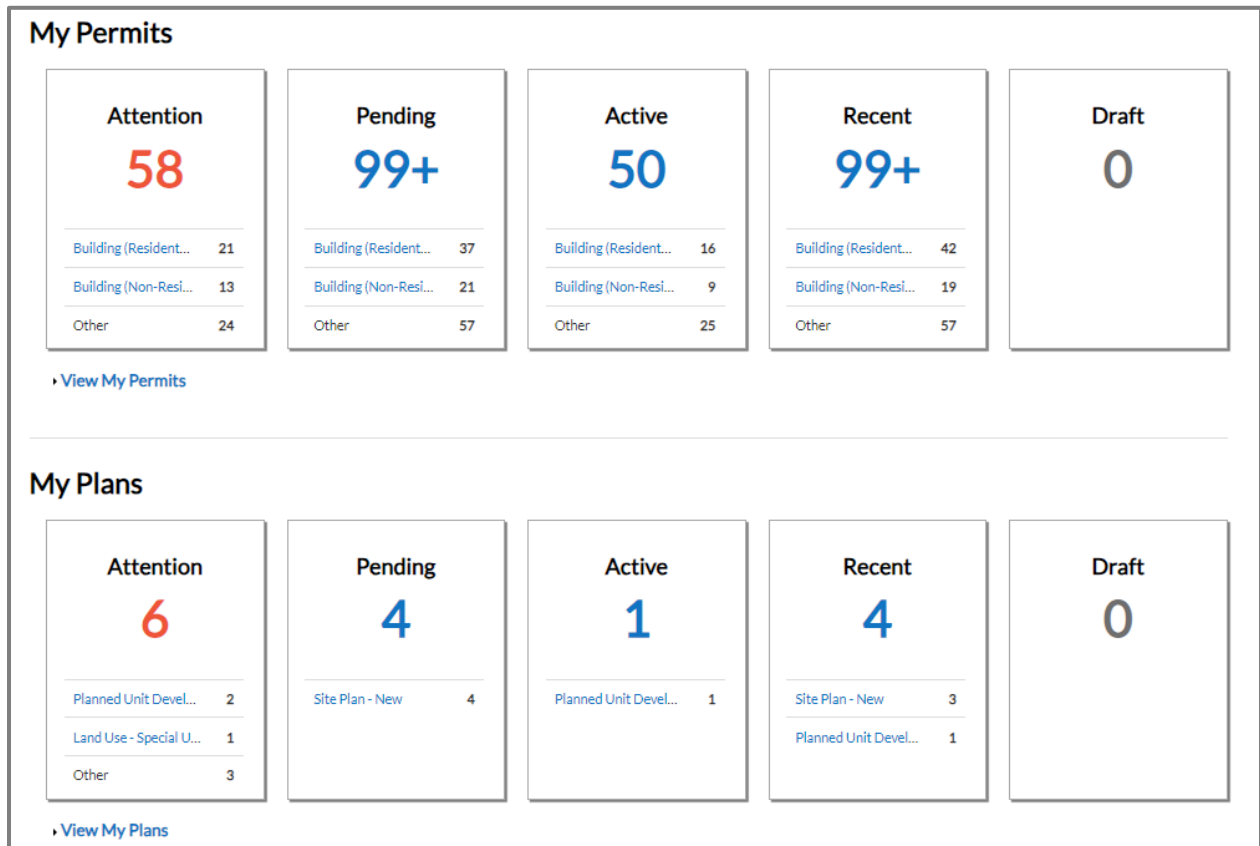 My Permits
Attention Pending Active Recent Draft
58 99+ 50 99+ 0
Building (Resident... 21 Building (Resident... 37 Building (Resident... 16 Building (Resident... 42
Building (Non-Resi... 13 Building (Non-Resi... 21 Building (Non-Resi... 9 Building (Non-Resi... 19
Other 24 Other 57 Other 25 Other 57
View My Permits
My Plans
Attention Pending Active Recent Draft
6 4 1 4 0
Planned Unit Devel... 2 Site Plan - New 4 Planned Unit Devel... 1 Site Plan - New 3
Land Use - Special U... 1 Planned Unit Devel... 1
Other 3
View My Plans